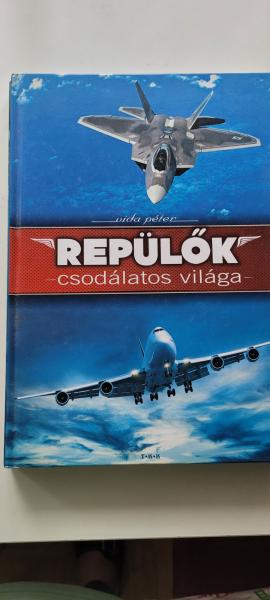 vida péter
REPÜLŐK
csodálatos világa
T•K•K